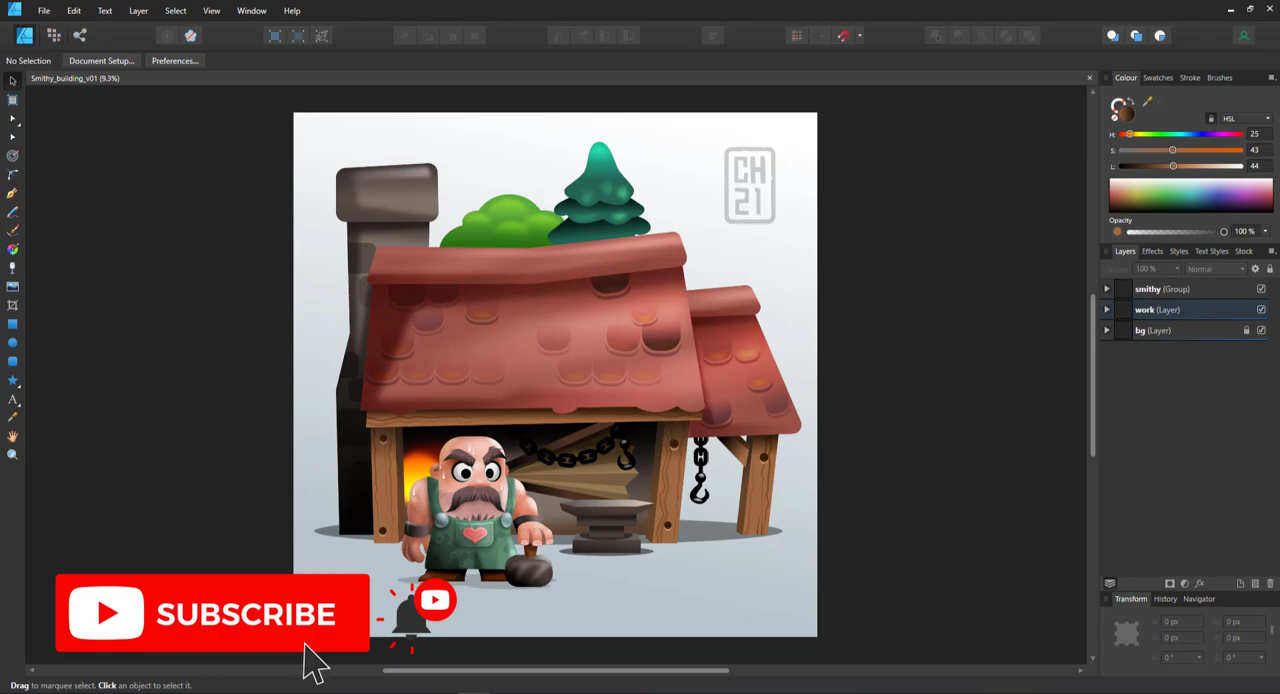 File Edit Text Layer Select View Window Help
No Selection Document Setup... Preferences...
Smithy_building_v01 (9,3%)
Colour Swatches Stroke Brushes
HSL
H: 25
S: 43
L: 44
Opacity
100 %
Layers Effects Styles Text Styles Stock
Opacity: 100 % Normal
smithy (Group)
work (Layer)
bg (Layer)
Transform History Navigator
X: 0 px W: 0 px
Y: 0 px H: 0 px
R: 0 ° S: 0 °
CH
21
SUBSCRIBE
Drag to marquee select. Click an object to select it.